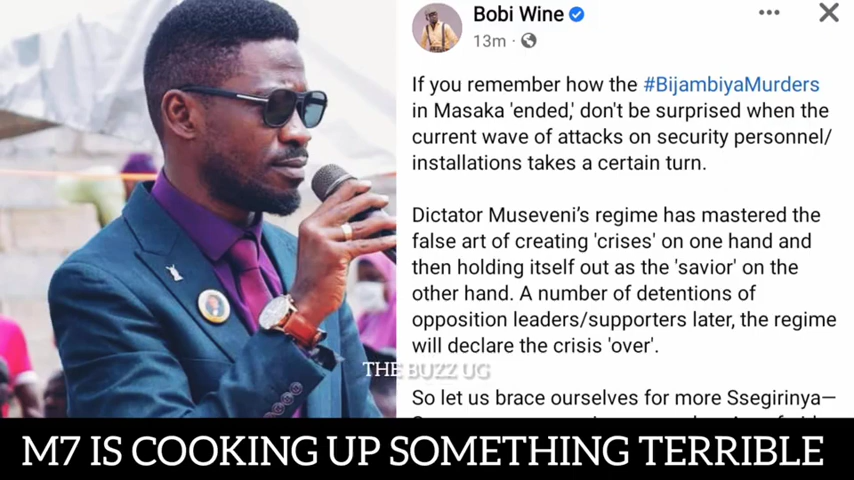 Bobi Wine
13m ·
If you remember how the #BijambiyaMurders
in Masaka 'ended,' don't be surprised when the
current wave of attacks on security personnel/
installations takes a certain turn.
Dictator Museveni's regime has mastered the
false art of creating 'crises' on one hand and
then holding itself out as the 'savior' on the
other hand. A number of detentions of
opposition leaders/supporters later, the regime
will declare the crisis 'over'.
So let us brace ourselves for more Ssegirinya—
THE BUZZ UG
M7 IS COOKING UP SOMETHING TERRIBLE